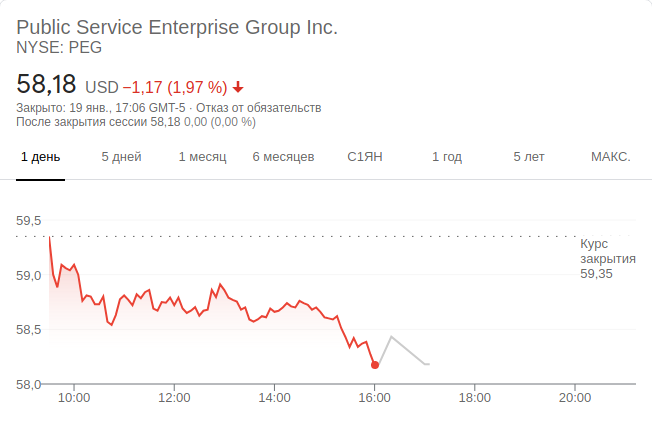 Public Service Enterprise Group Inc.
NYSE: PEG
58,18 USD −1,17 (1,97 %)
Закрыто: 19 янв., 17:06 GMT-5 · Отказ от обязательств
После закрытия сессии 58,18 0,00 (0,00 %)
1 день 5 дней 1 месяц 6 месяцев С1ЯН 1 год 5 лет МАКС.
59,5
Курс
закрытия
59,35
59,0
58,5
58,0
10:00 12:00 14:00 16:00 18:00 20:00